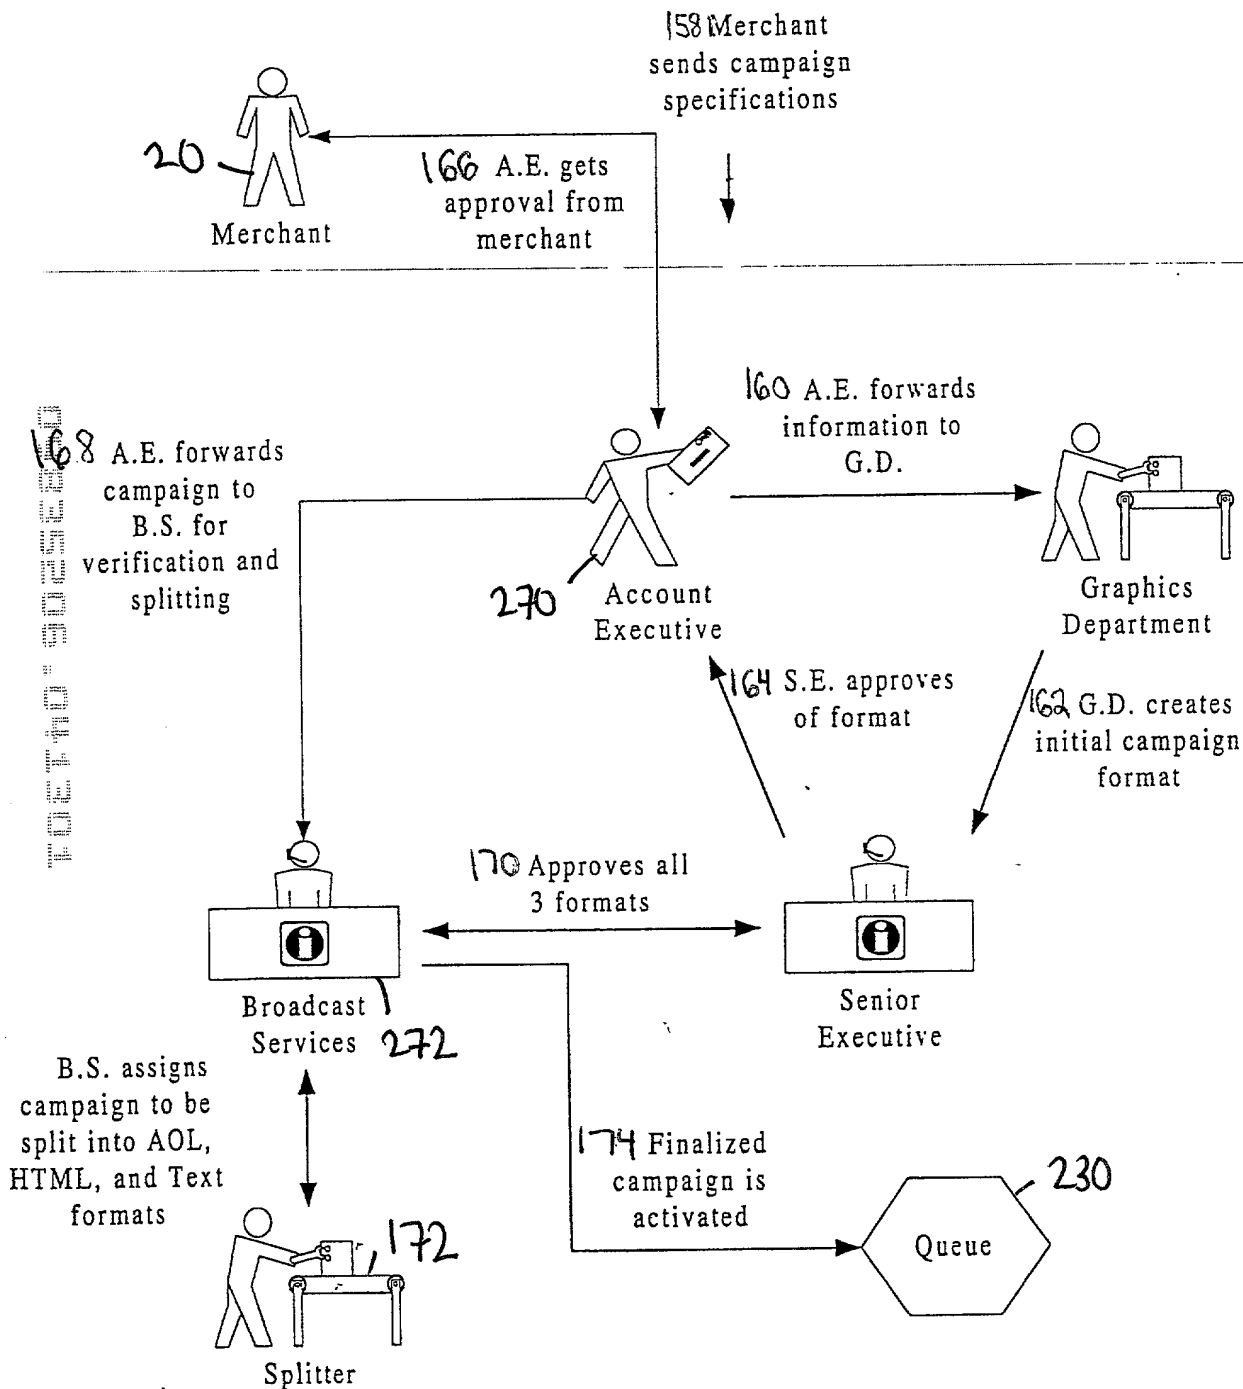 158 Merchant
sends campaign
specifications
20
Merchant
166 A.E. gets
approval from
merchant
160 A.E. forwards
information to
G.D.
168 A.E. forwards
campaign to
B.S. for
verification and
splitting
270
Account
Executive
Graphics
Department
164 S.E. approves
of format
162 G.D. creates
initial campaign
format
170 Approves all
3 formats
i
i
Broadcast
Services
272
Senior
Executive
B.S. assigns
campaign to be
split into AOL,
HTML, and Text
formats
174 Finalized
campaign is
activated
230
Queue
172
Splitter